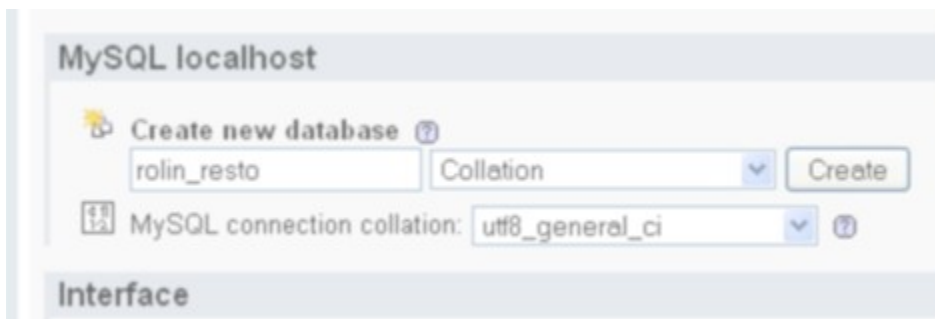 MySQL localhost
Create new database
rolin_resto Collation Create
MySQL connection collation: utf8_general_ci
Interface